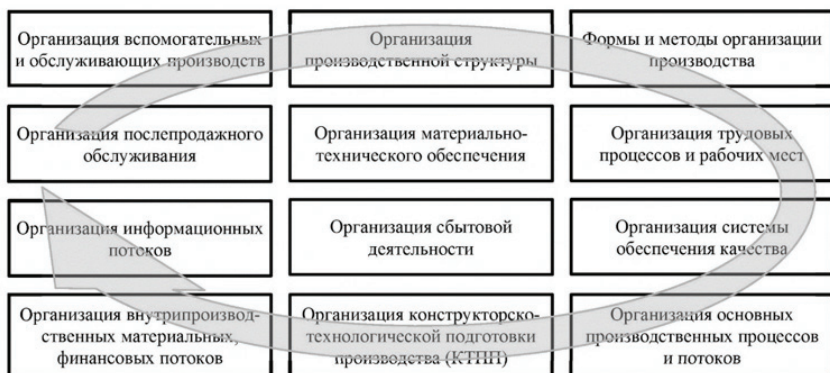 Организация вспомогательных
и обслуживающих производств
Организация
производственной структуры
Формы и методы организации
производства
Организация послепродажного
обслуживания
Организация материально-
технического обеспечения
Организация трудовых
процессов и рабочих мест
Организация информационных
потоков
Организация сбытовой
деятельности
Организация системы
обеспечения качества
Организация внутрипроизвод-
ственных материальных,
финансовых потоков
Организация конструкторско-
технологической подготовки
производства (КТПП)
Организация основных
производственных процессов
и потоков